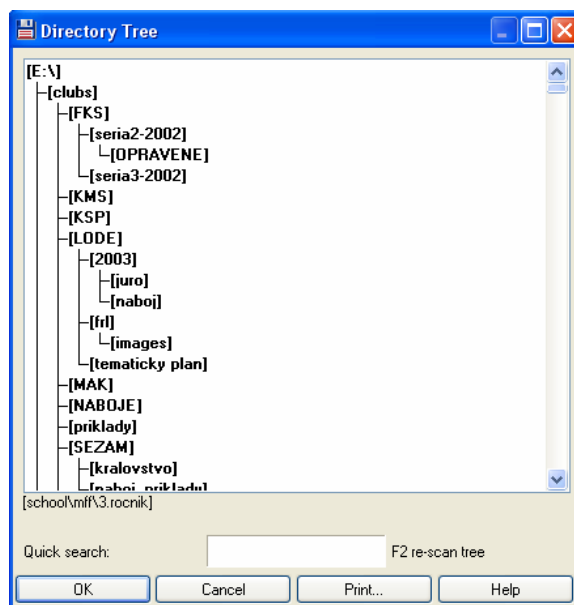 Directory Tree
[E:\]
[clubs]
[FKS]
[seria2-2002]
[OPRAVENE]
[seria3-2002]
[KMS]
[KSP]
[LODE]
[2003]
[juro]
[naboj]
[frl]
[images]
[tematicky plan]
[MAK]
[NABOJE]
[priklady]
[SEZAM]
[kralovstvo]
[naboj, priklady]
[school\mff\3.rocnik]
Quick search:
F2 re-scan tree
OK Cancel Print... Help